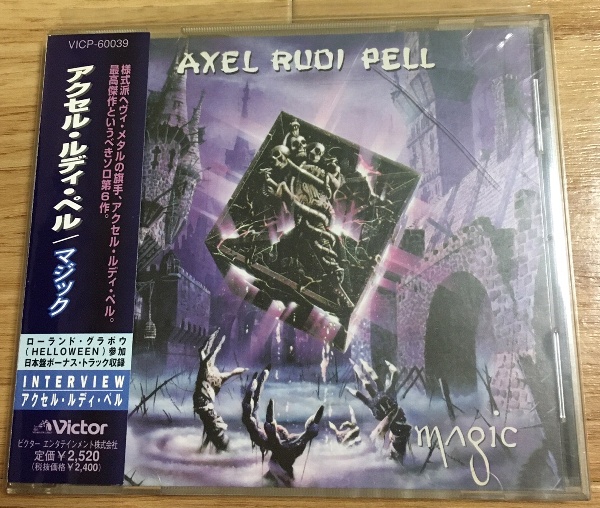 VICP-60039
アクセル・ルディ・ペル/マジック
様式派ヘヴィ・メタルの旗手、アクセル・ルディ・ペル。
最高傑作というべきソロ第6作。
ローランド・グラポウ
(HELLOWEEN)参加
日本盤ボーナス・トラック収録
INTERVIEW
アクセル・ルディ・ペル
Victor
ビクター エンタテインメント株式会社
定価¥2,520
(税抜価格¥2,400)
AXEL RUDI PELL
magic